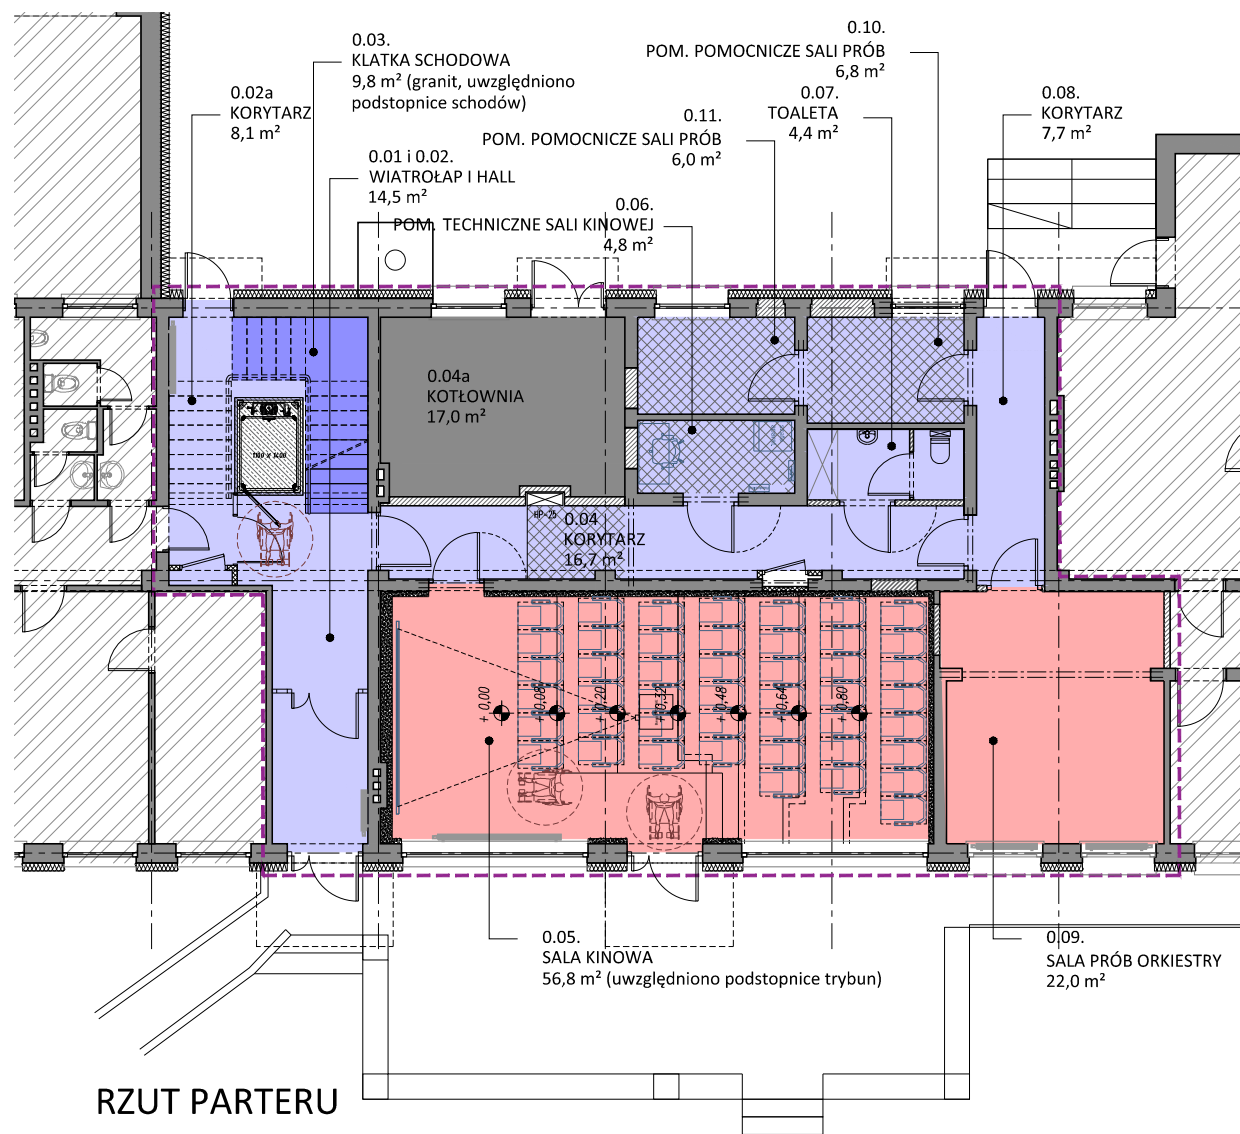 0.03.
KLATKA SCHODOWA
9,8 m² (granit, uwzględniono
podstopnice schodów)
0.10.
POM. POMOCNICZE SALI PRÓB
6,8 m²
0.02a
KORYTARZ
8,1 m²
0.07.
TOALETA
4,4 m²
0.08.
KORYTARZ
7,7 m²
0.11.
POM. POMOCNICZE SALI PRÓB
6,0 m²
0.01 i 0.02.
WIATROŁAP I HALL
14,5 m²
0.06.
POM. TECHNICZNE SALI KINOWEJ
4,8 m²
0.04a
KOTŁOWNIA
17,0 m²
1100 x 1400
HP-25
0.04
KORYTARZ
16,7 m²
+ 0,00
+ 0,08
+ 0,20
+ 0,32
+ 0,48
+ 0,64
+ 0,80
0.05.
SALA KINOWA
56,8 m² (uwzględniono podstopnice trybun)
0.09.
SALA PRÓB ORKIESTRY
22,0 m²
RZUT PARTERU